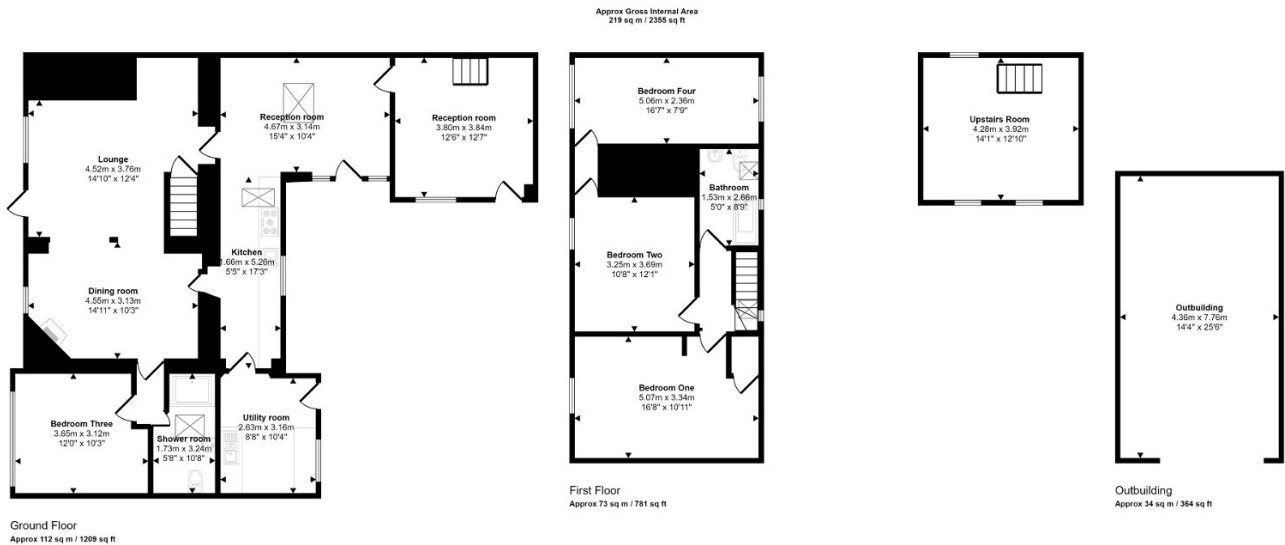 Approx Gross Internal Area
219 sq m / 2355 sq ft
Lounge
4.52m x 3.76m
14'10" x 12'4"
Reception room
4.67m x 3.14m
15'4" x 10'4"
Reception room
3.80m x 3.84m
12'6" x 12'7"
Kitchen
1.66m x 5.26m
5'5" x 17'3"
Dining room
4.55m x 3.13m
14'11" x 10'3"
Bedroom Three
3.65m x 3.12m
12'0" x 10'3"
Shower room
1.73m x 3.24m
5'8" x 10'8"
Utility room
2.63m x 3.16m
8'8" x 10'4"
Ground Floor
Approx 112 sq m / 1209 sq ft
Bedroom Four
5.06m x 2.36m
16'7" x 7'9"
Bathroom
1.53m x 2.66m
5'0" x 8'9"
Bedroom Two
3.25m x 3.69m
10'8" x 12'1"
Bedroom One
5.07m x 3.34m
16'8" x 10'11"
First Floor
Approx 73 sq m / 781 sq ft
Upstairs Room
4.28m x 3.92m
14'1" x 12'10"
Outbuilding
4.36m x 7.76m
14'4" x 25'6"
Outbuilding
Approx 34 sq m / 364 sq ft